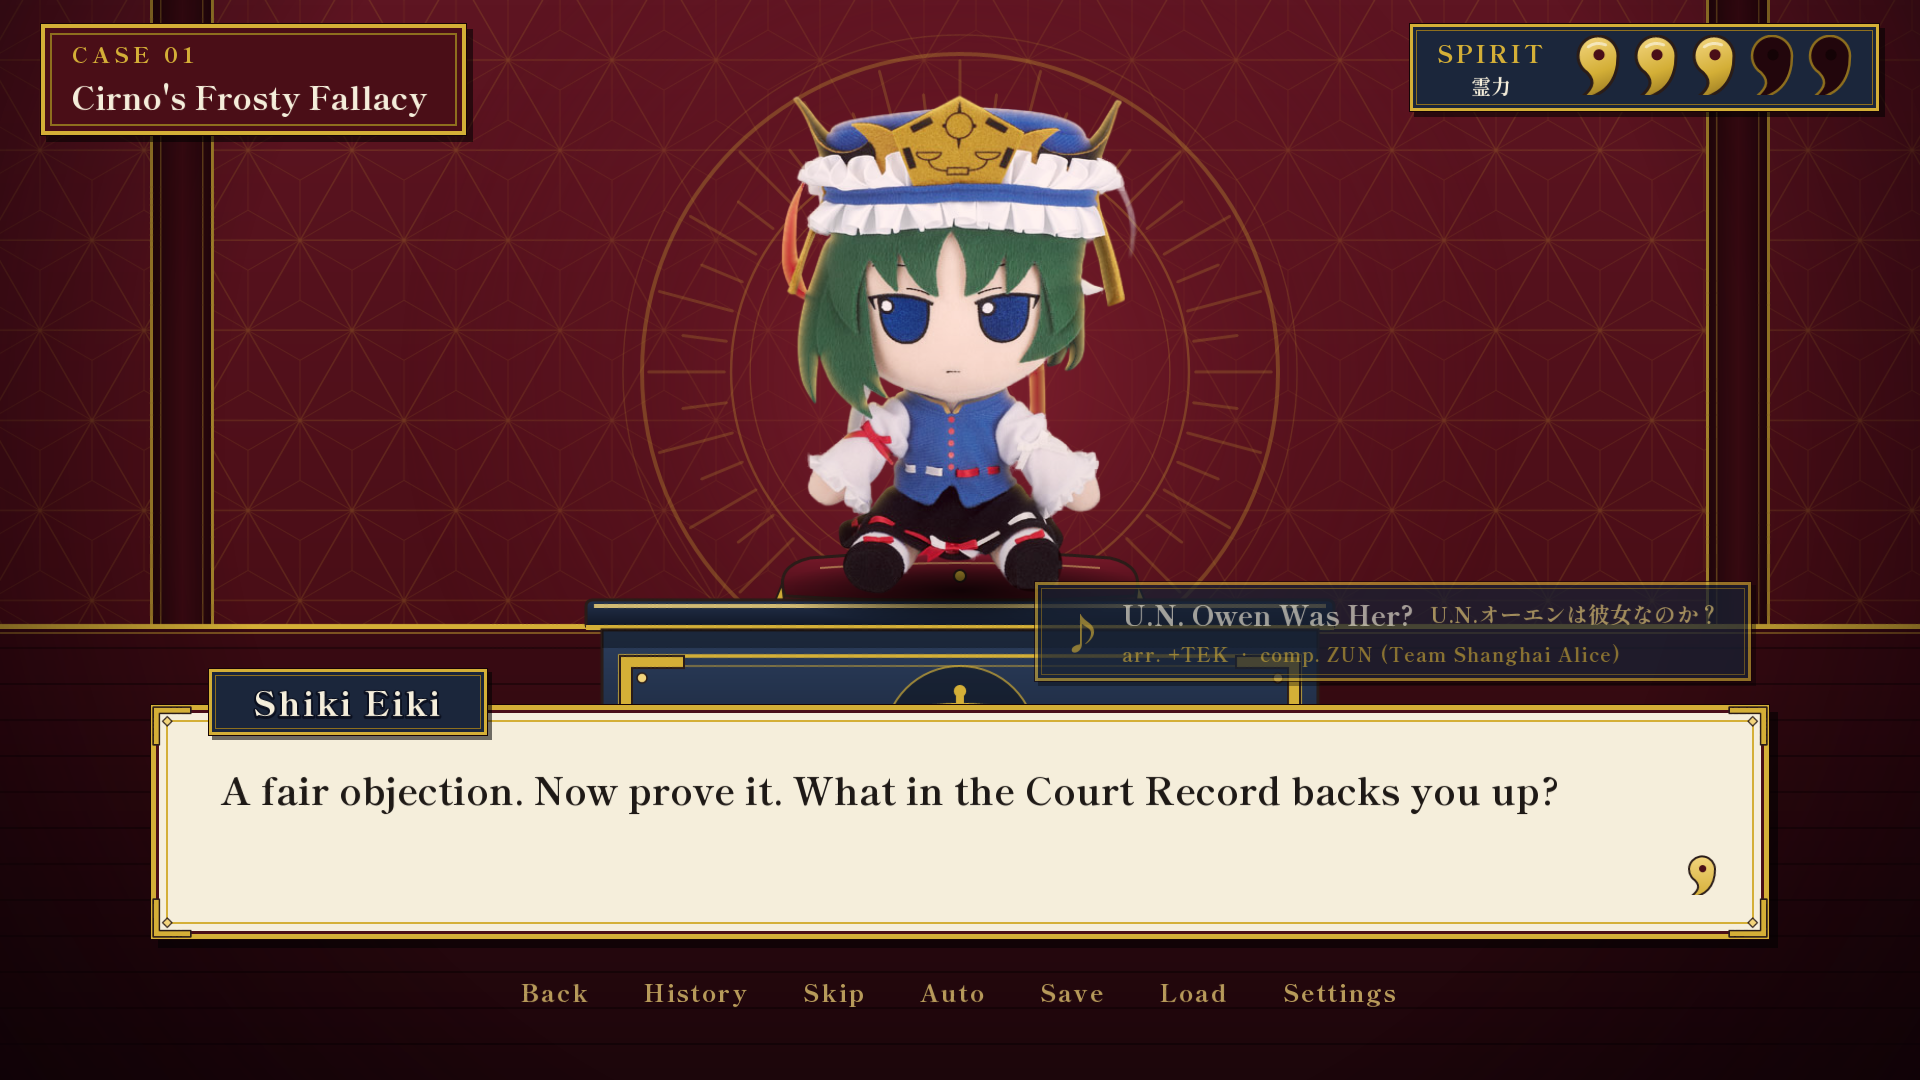 CASE 01
Cirno's Frosty Fallacy
SPIRIT
霊力
U.N. Owen Was Her? U.N.オーエンは彼女なのか？
arr. +TEK · comp. ZUN (Team Shanghai Alice)
Shiki Eiki
A fair objection. Now prove it. What in the Court Record backs you up?
Back History Skip Auto Save Load Settings